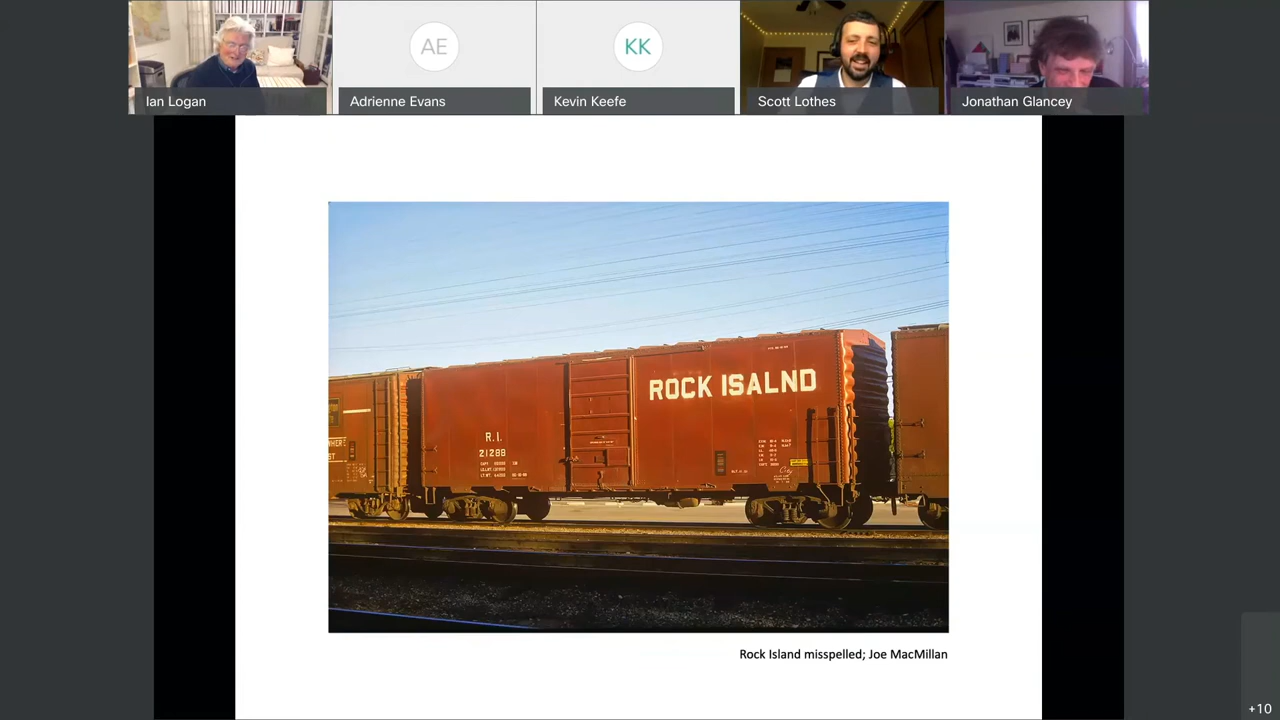 AE
KK
Ian Logan
Adrienne Evans
Kevin Keefe
Scott Lothes
Jonathan Glancey
ROCK ISALND
R.I.
21289
Rock Island misspelled; Joe MacMillan
+10